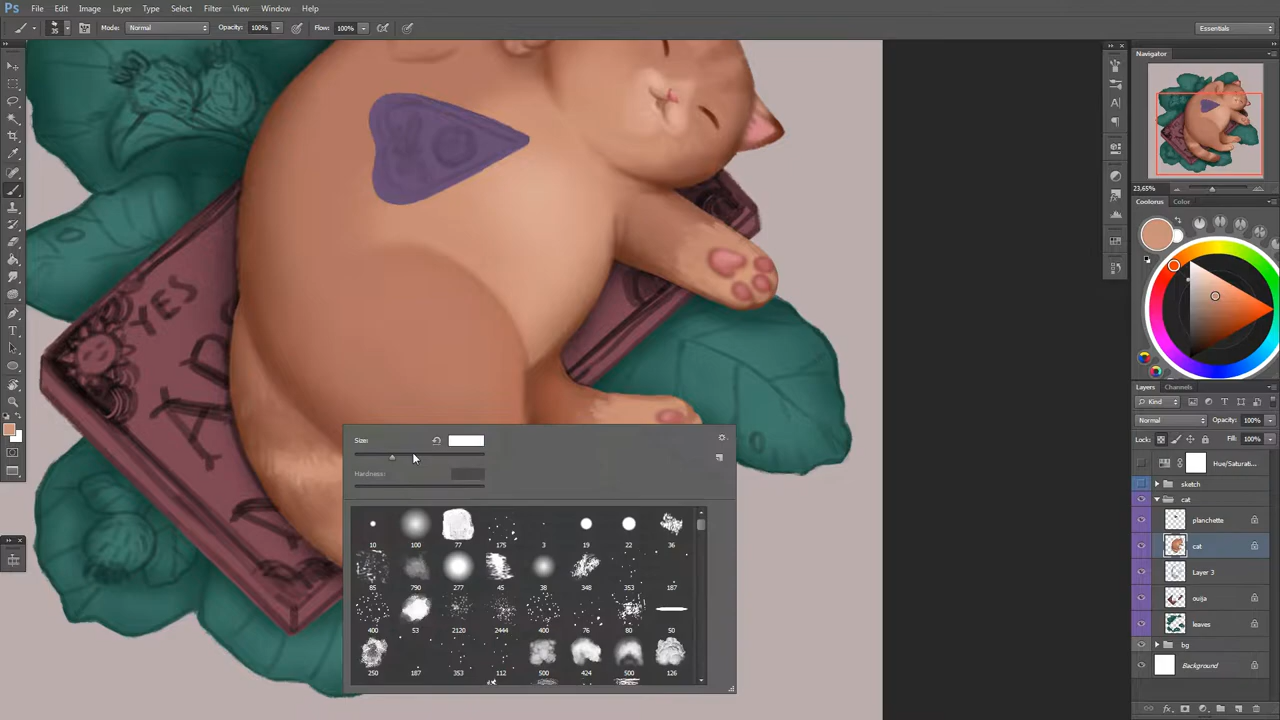 Ps File Edit Image Layer Type Select Filter View Window Help
35 Mode: Normal Opacity: 100% Flow: 100% Essentials
Navigator
23,65%
Coolorus Color
YES
Size:
Hardness:
10 100 77 175 3 19 22 36
85 790 277 45 38 348 353 187
400 53 2120 2444 400 76 80 50
250 187 353 112 500 424 500 126
Layers Channels
Kind
Normal Opacity: 100%
Lock: Fill: 100%
Hue/Saturati...
sketch
cat
planchette
cat
Layer 3
ouija
leaves
bg
Background